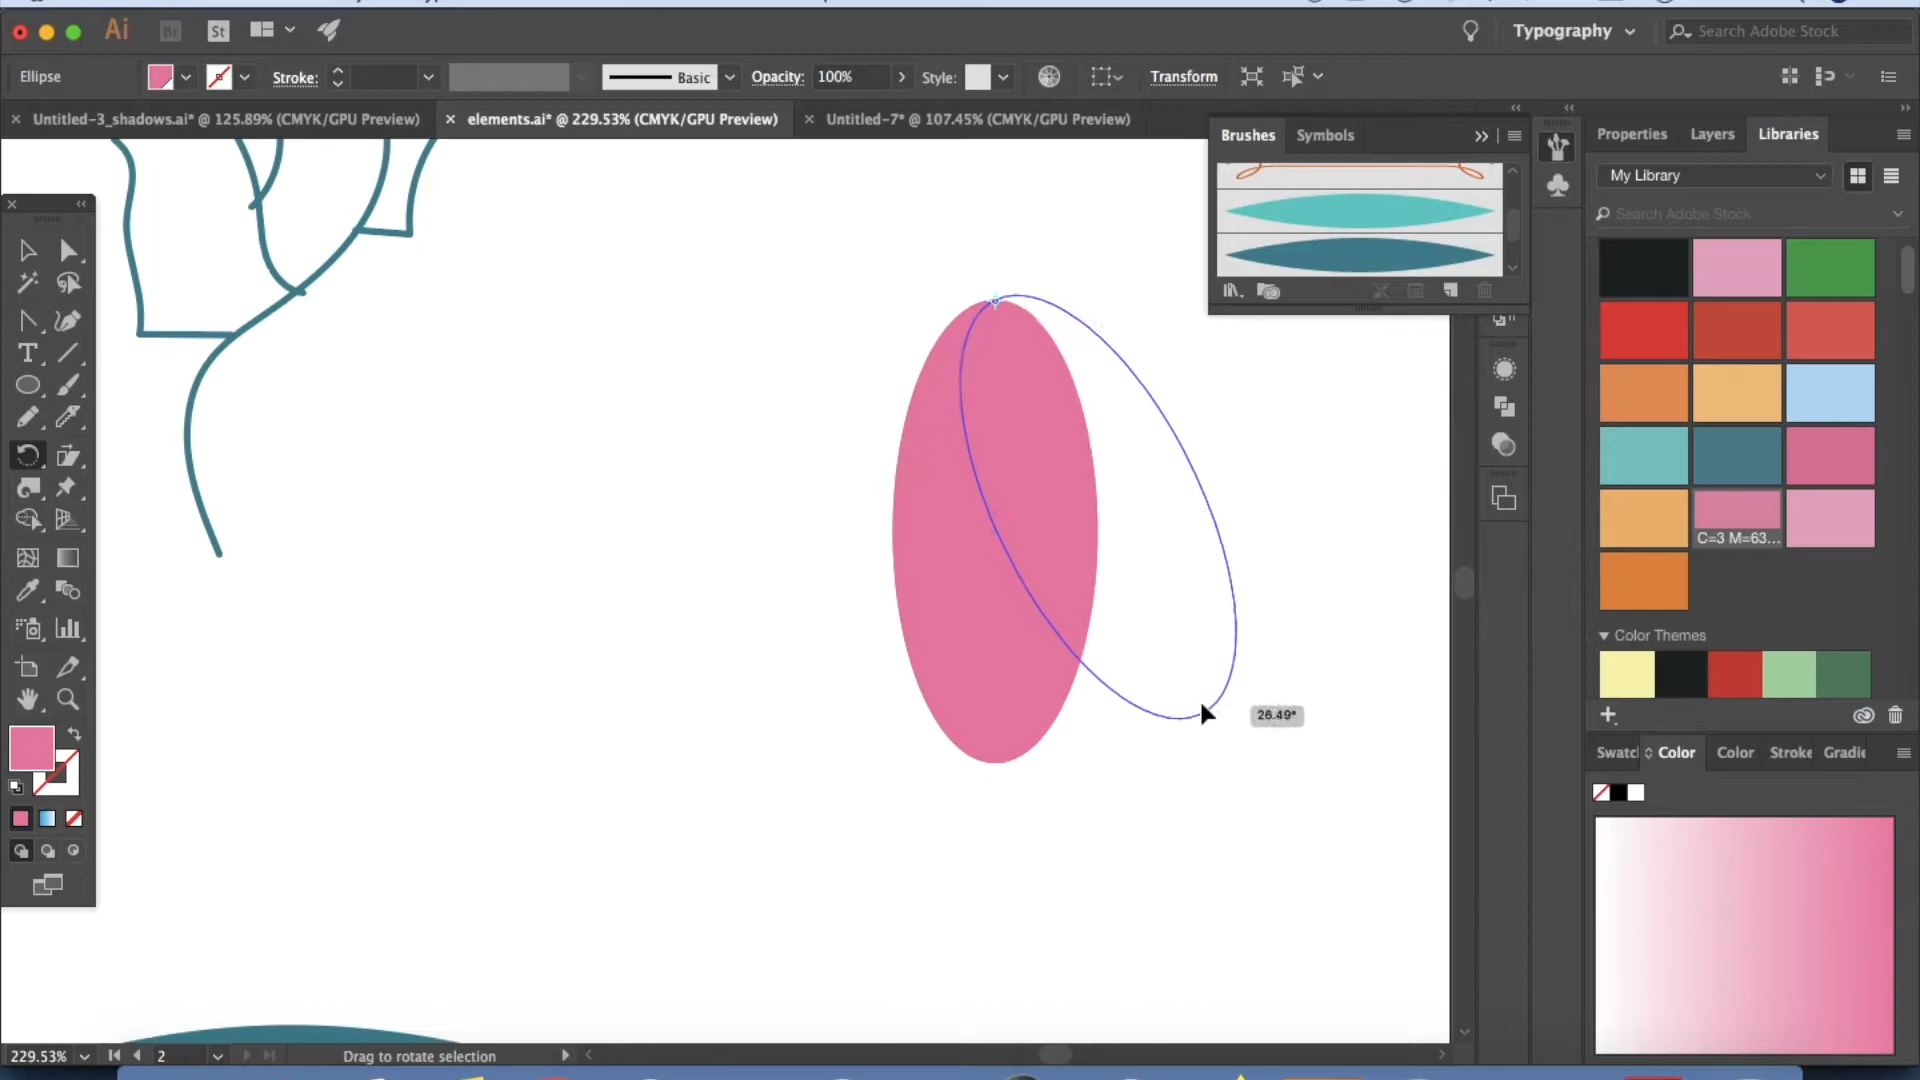 Ai Br St Typography Search Adobe Stock
Ellipse Stroke: Basic Opacity: 100% Style: Transform
Untitled-3_shadows.ai* @ 125.89% (CMYK/GPU Preview) elements.ai* @ 229.53% (CMYK/GPU Preview) Untitled-7* @ 107.45% (CMYK/GPU Preview)
Brushes Symbols
Properties Layers Libraries
My Library
Search Adobe Stock
T
C=3 M=63...
Color Themes
26.49°
Swatc Color Color Stroke Gradie
229.53% 2 Drag to rotate selection